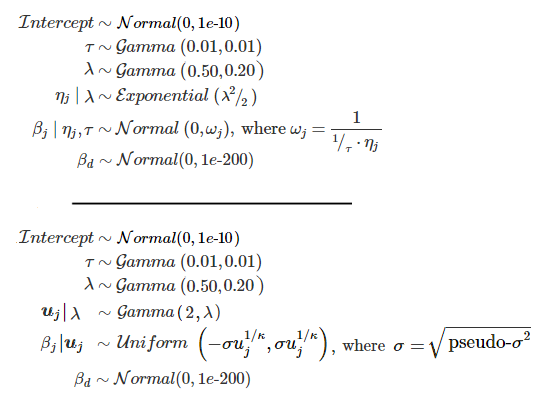 Intercept ∼ Normal(0, 1e-10)
τ ∼ Gamma (0.01, 0.01)
λ ∼ Gamma (0.50, 0.20)
η_j | λ ∼ Exponential (λ²/₂)
β_j | η_j, τ ∼ Normal (0, ω_j), where ω_j = 1 / (¹/τ · η_j)
β_d ∼ Normal(0, 1e-200)
Intercept ∼ Normal(0, 1e-10)
τ ∼ Gamma (0.01, 0.01)
λ ∼ Gamma (0.50, 0.20)
u_j | λ ∼ Gamma (2, λ)
β_j | u_j ∼ Uniform (−σu_j^{1/κ}, σu_j^{1/κ}), where σ = √(pseudo-σ²)
β_d ∼ Normal(0, 1e-200)